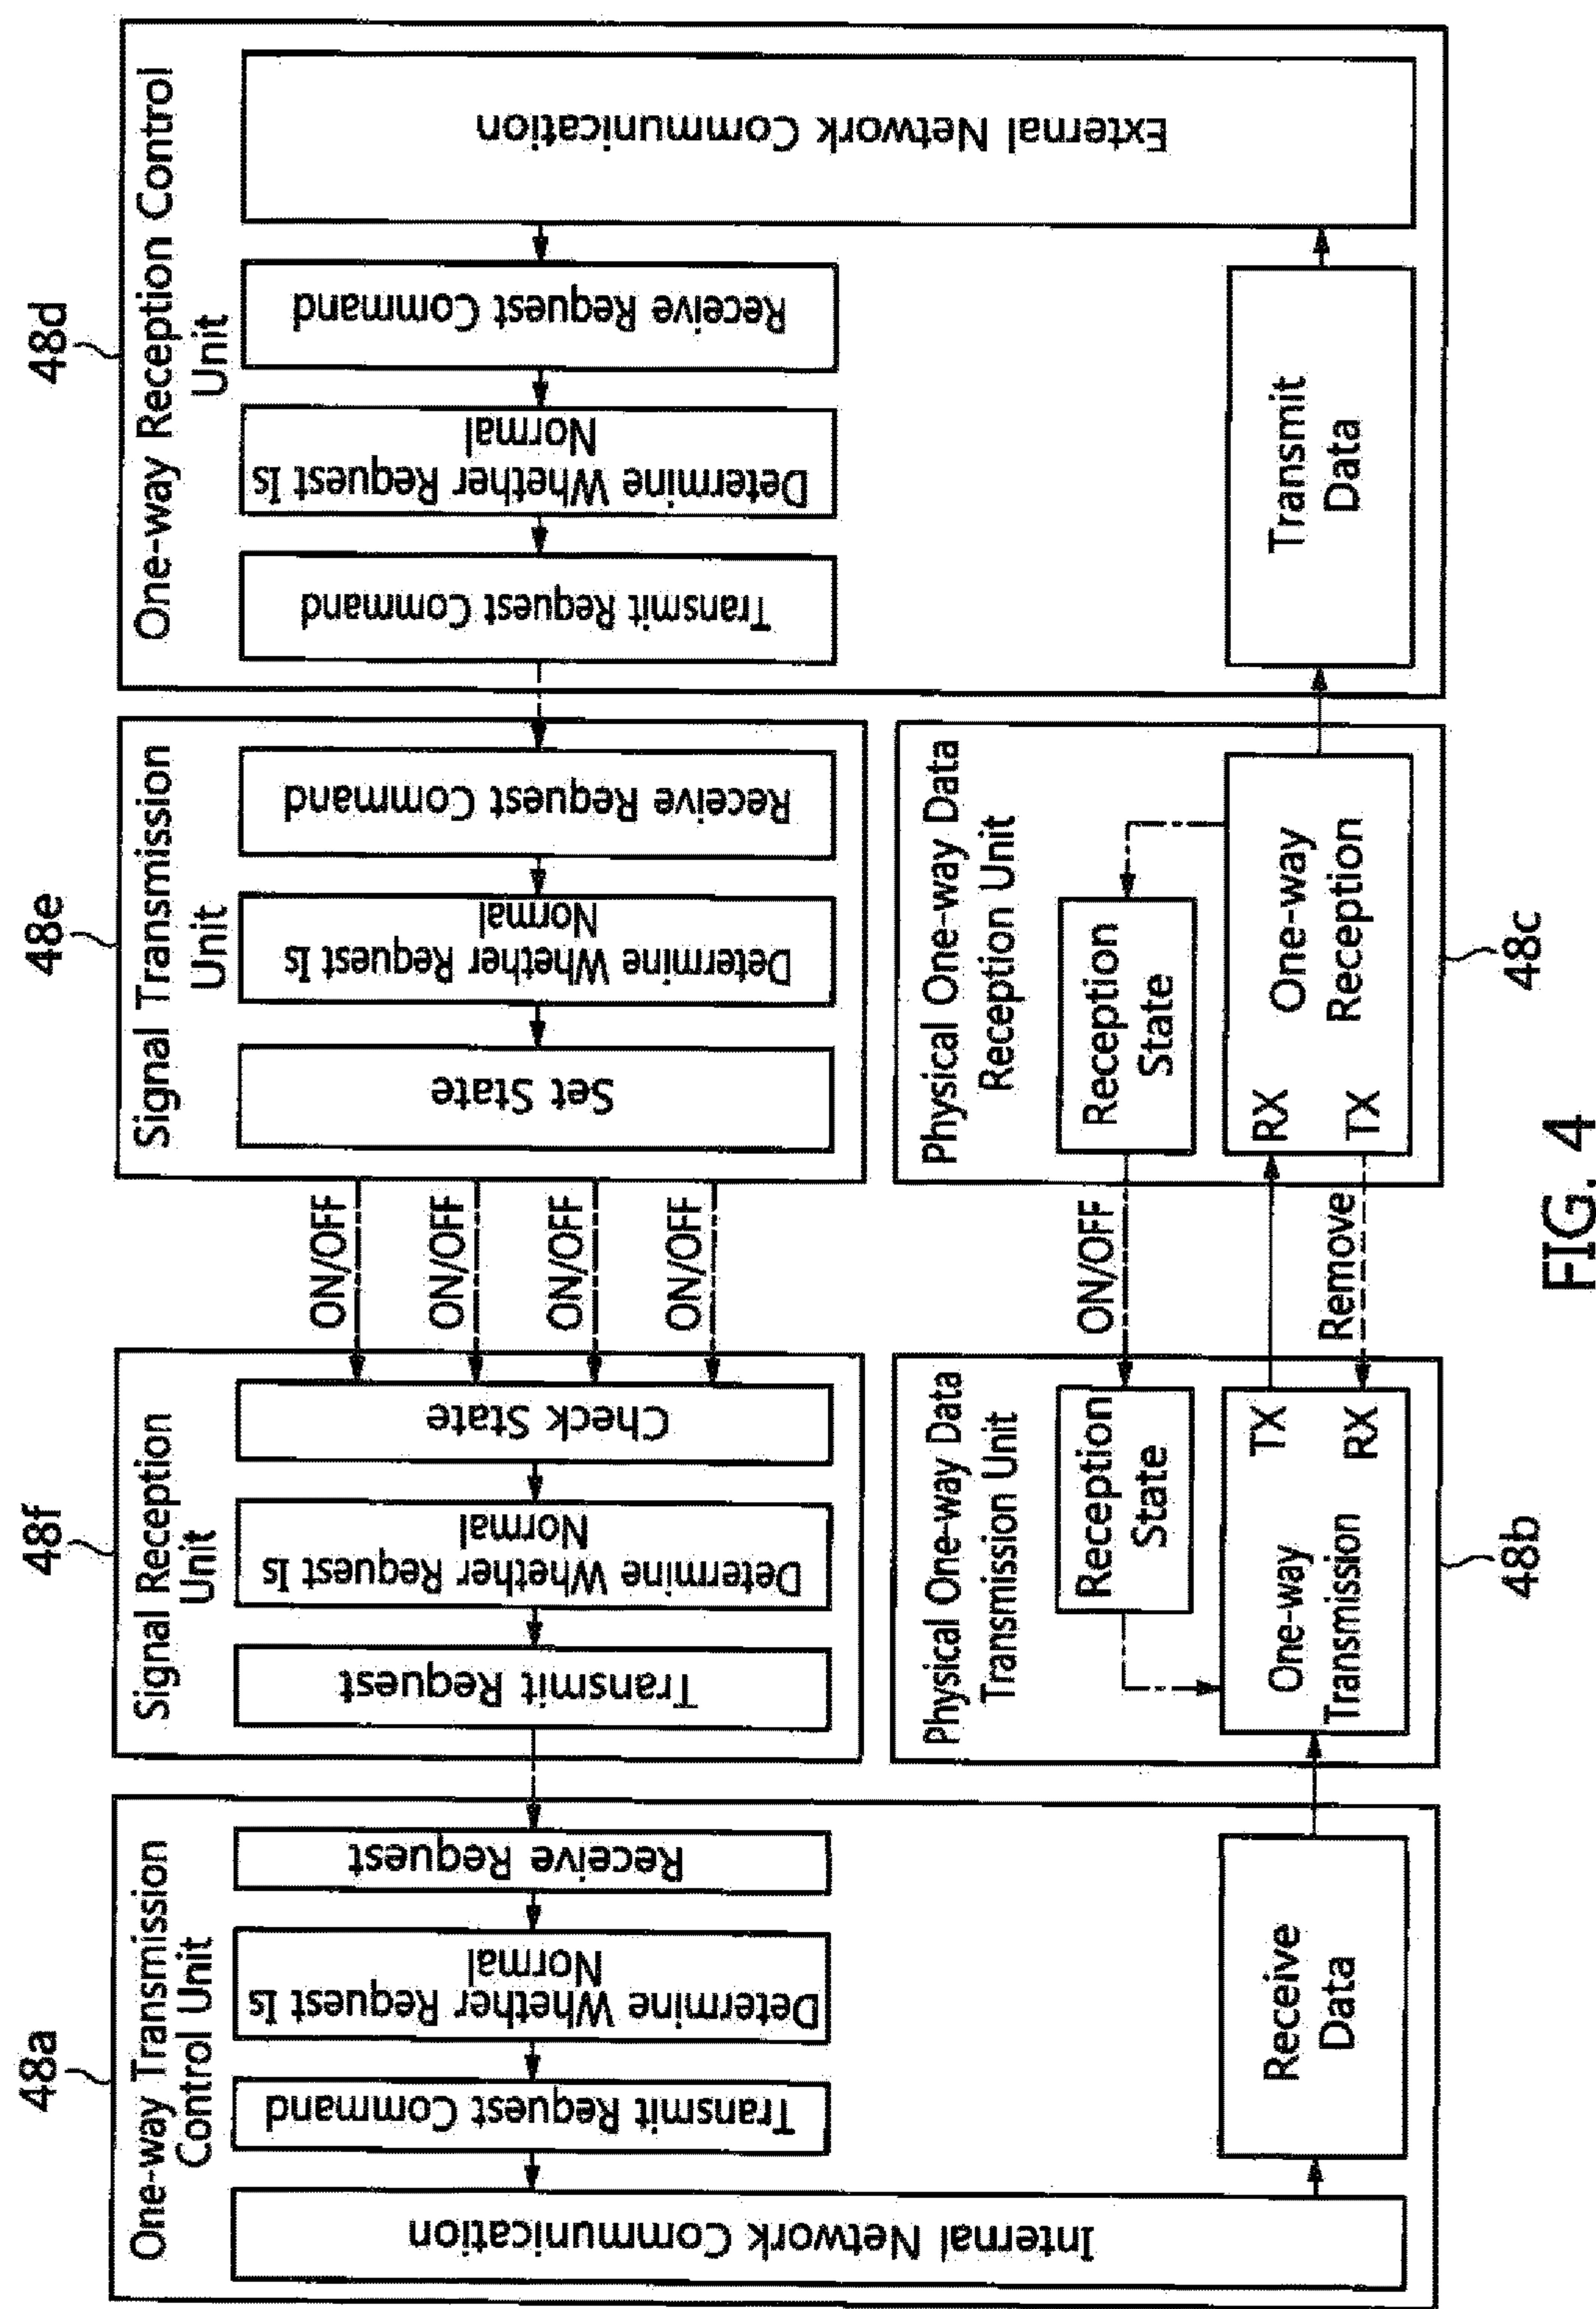 48a
One-way Transmission
Control Unit
Internal Network Communication
Transmit Request Command
Determine Whether Request Is
Normal
Receive Request
Receive
Data
48f
Signal Reception
Unit
Transmit Request
Determine Whether Request Is
Normal
Check State
ON/OFF
ON/OFF
ON/OFF
ON/OFF
48e
Signal Transmission
Unit
Set State
Determine Whether Request Is
Normal
Receive Request Command
48d
One-way Reception Control
Unit
Transmit Request Command
Determine Whether Request Is
Normal
Receive Request Command
External Network Communication
Transmit
Data
Physical One-way Data
Transmission Unit
Reception
State
One-way
Transmission
TX
RX
48b
ON/OFF
Remove
Physical One-way Data
Reception Unit
Reception
State
RX
TX
One-way
Reception
48c
FIG. 4